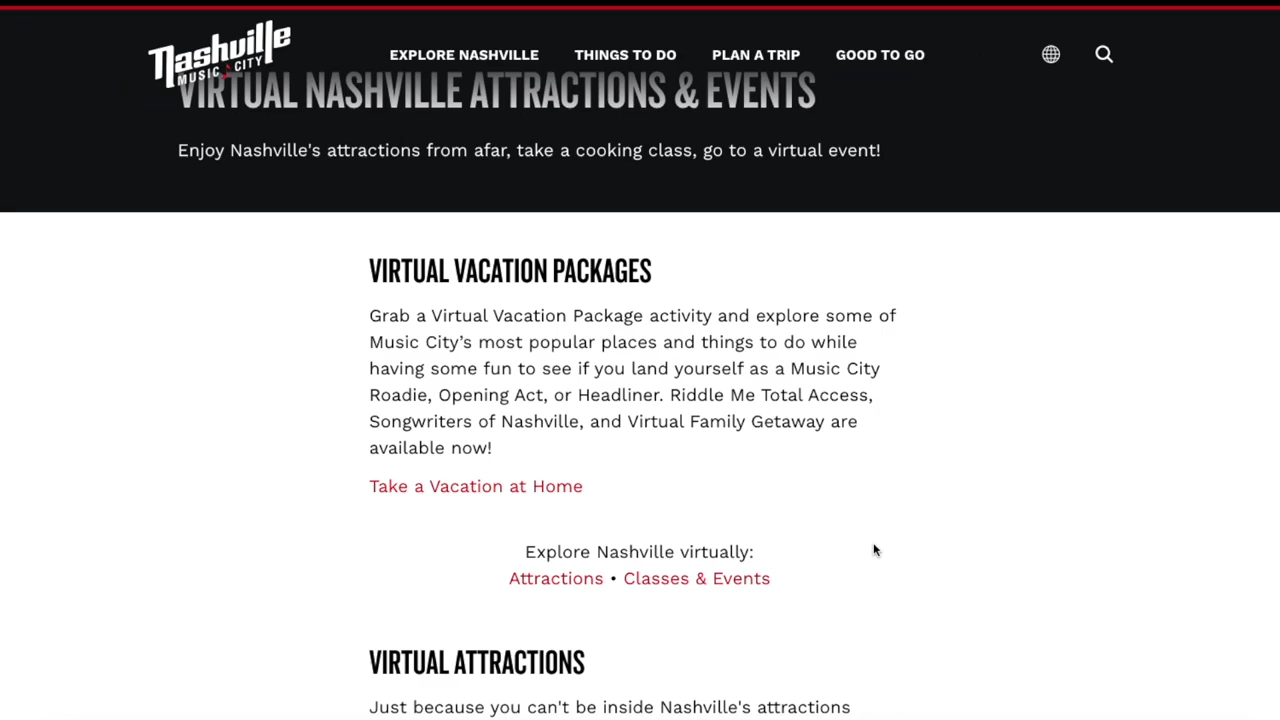 Nashville
MUSIC CITY
EXPLORE NASHVILLE THINGS TO DO PLAN A TRIP GOOD TO GO
VIRTUAL NASHVILLE ATTRACTIONS & EVENTS
Enjoy Nashville's attractions from afar, take a cooking class, go to a virtual event!
VIRTUAL VACATION PACKAGES
Grab a Virtual Vacation Package activity and explore some of
Music City’s most popular places and things to do while
having some fun to see if you land yourself as a Music City
Roadie, Opening Act, or Headliner. Riddle Me Total Access,
Songwriters of Nashville, and Virtual Family Getaway are
available now!
Take a Vacation at Home
Explore Nashville virtually:
Attractions • Classes & Events
VIRTUAL ATTRACTIONS
Just because you can't be inside Nashville's attractions